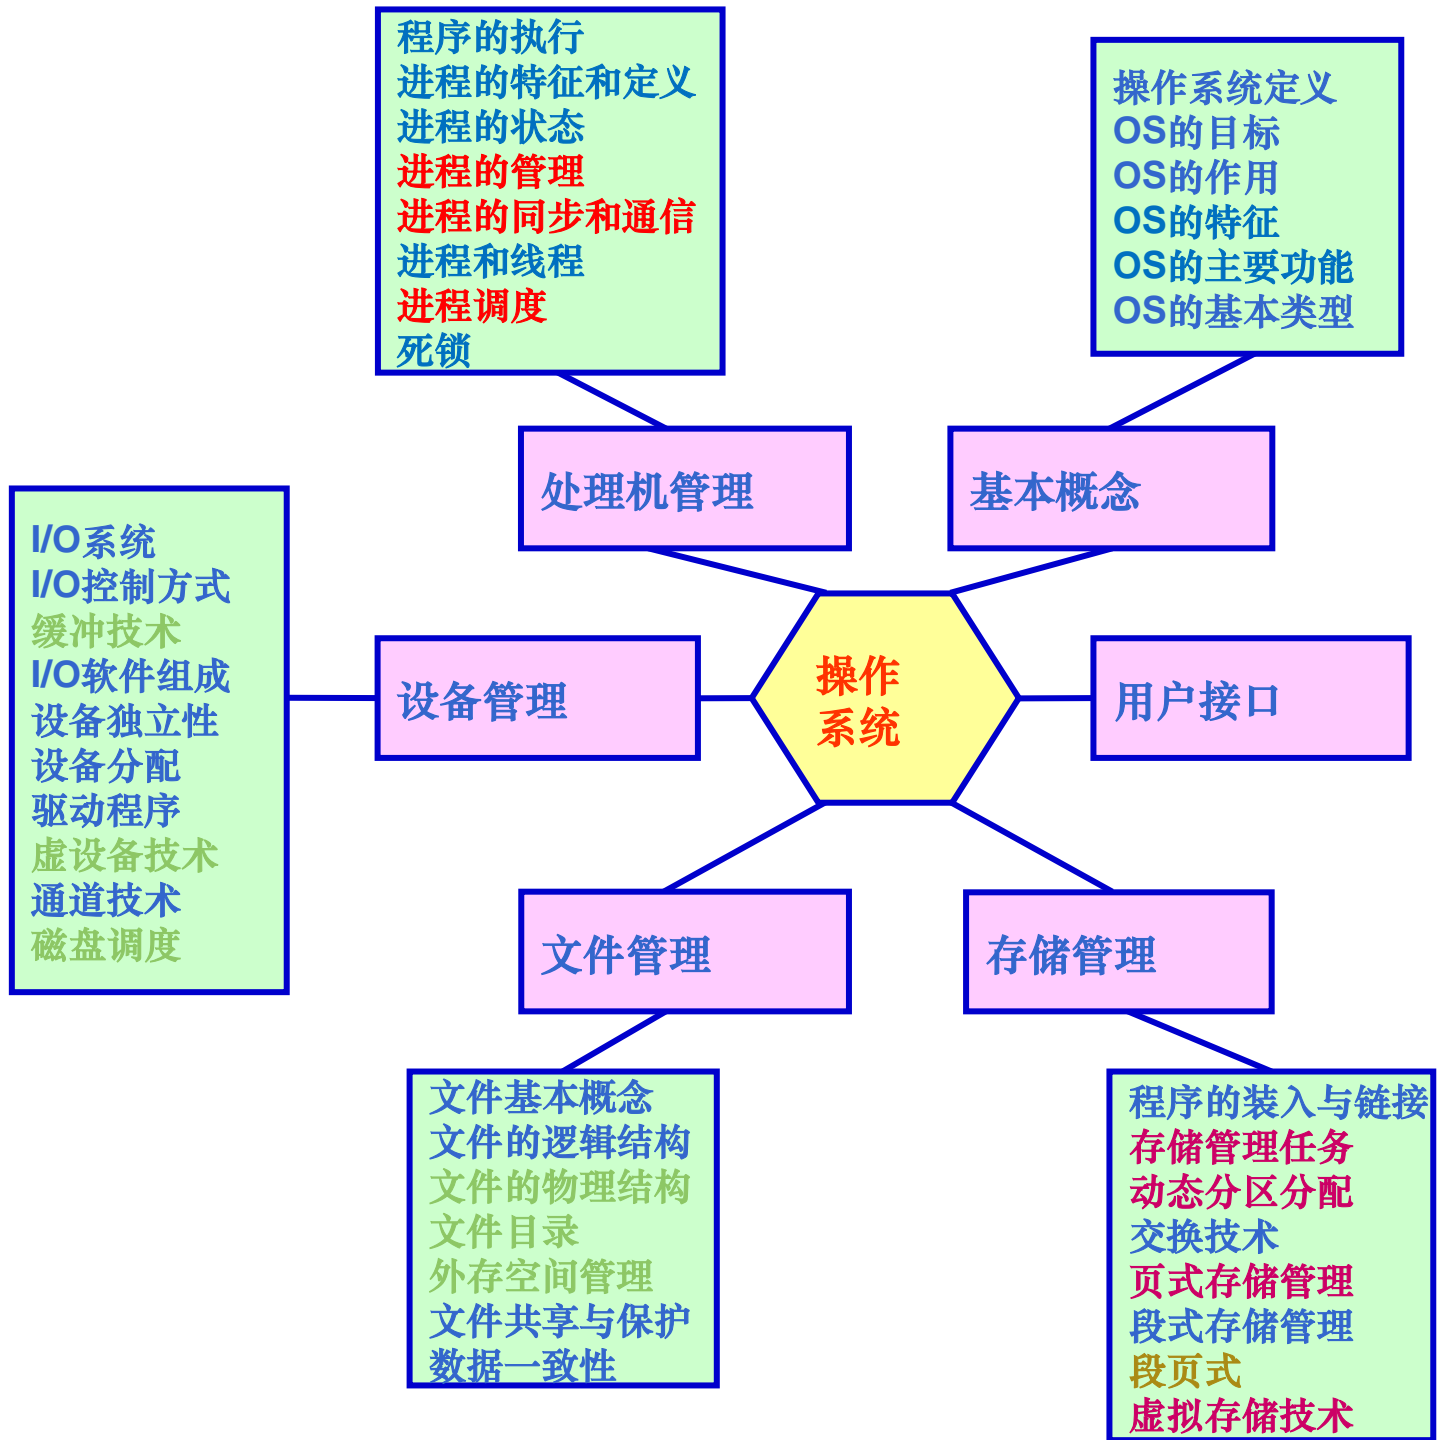 程序的执行
进程的特征和定义
进程的状态
进程的管理
进程的同步和通信
进程和线程
进程调度
死锁
操作系统定义
OS的目标
OS的作用
OS的特征
OS的主要功能
OS的基本类型
处理机管理
基本概念
I/O系统
I/O控制方式
缓冲技术
I/O软件组成
设备独立性
设备分配
驱动程序
虚设备技术
通道技术
磁盘调度
设备管理
操作
系统
用户接口
文件管理
存储管理
文件基本概念
文件的逻辑结构
文件的物理结构
文件目录
外存空间管理
文件共享与保护
数据一致性
程序的装入与链接
存储管理任务
动态分区分配
交换技术
页式存储管理
段式存储管理
段页式
虚拟存储技术